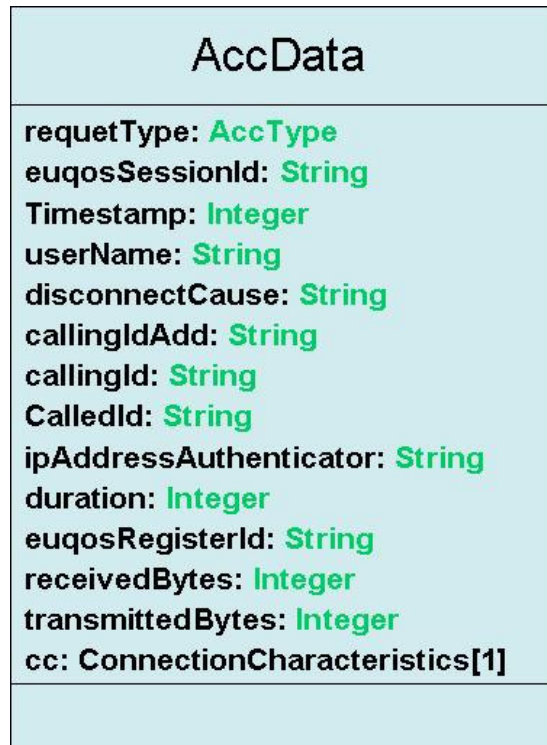 AccData
requetType: AccType
euqosSessionId: String
Timestamp: Integer
userName: String
disconnectCause: String
callingIdAdd: String
callingId: String
CalledId: String
ipAddressAuthenticator: String
duration: Integer
euqosRegisterId: String
receivedBytes: Integer
transmittedBytes: Integer
cc: ConnectionCharacteristics[1]